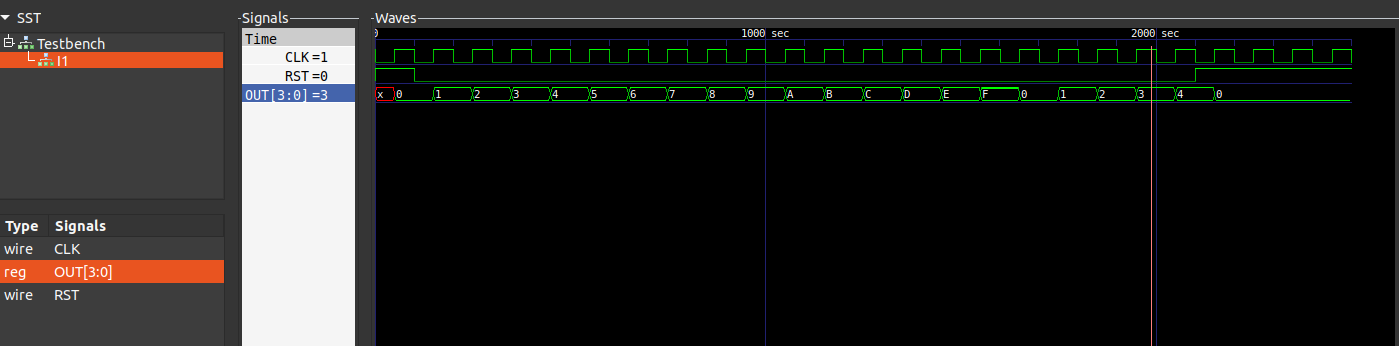 SST
Testbench
I1
Type Signals
wire CLK
reg OUT[3:0]
wire RST
Signals
Time
CLK =1
RST =0
OUT[3:0] =3
Waves
0 1000 sec 2000 sec
x 0 1 2 3 4 5 6 7 8 9 A B C D E F 0 1 2 3 4 0